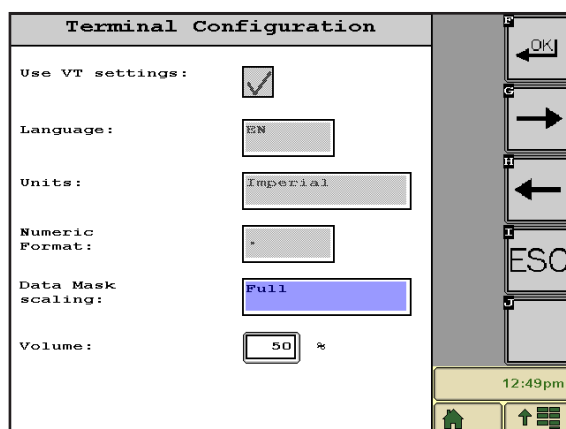 Terminal Configuration
Use VT settings:
Language:
EN
Units:
Imperial
Numeric
Format:
.
Data Mask
scaling:
Full
Volume:
50 %
F
OK
G
H
I
ESC
J
12:49pm